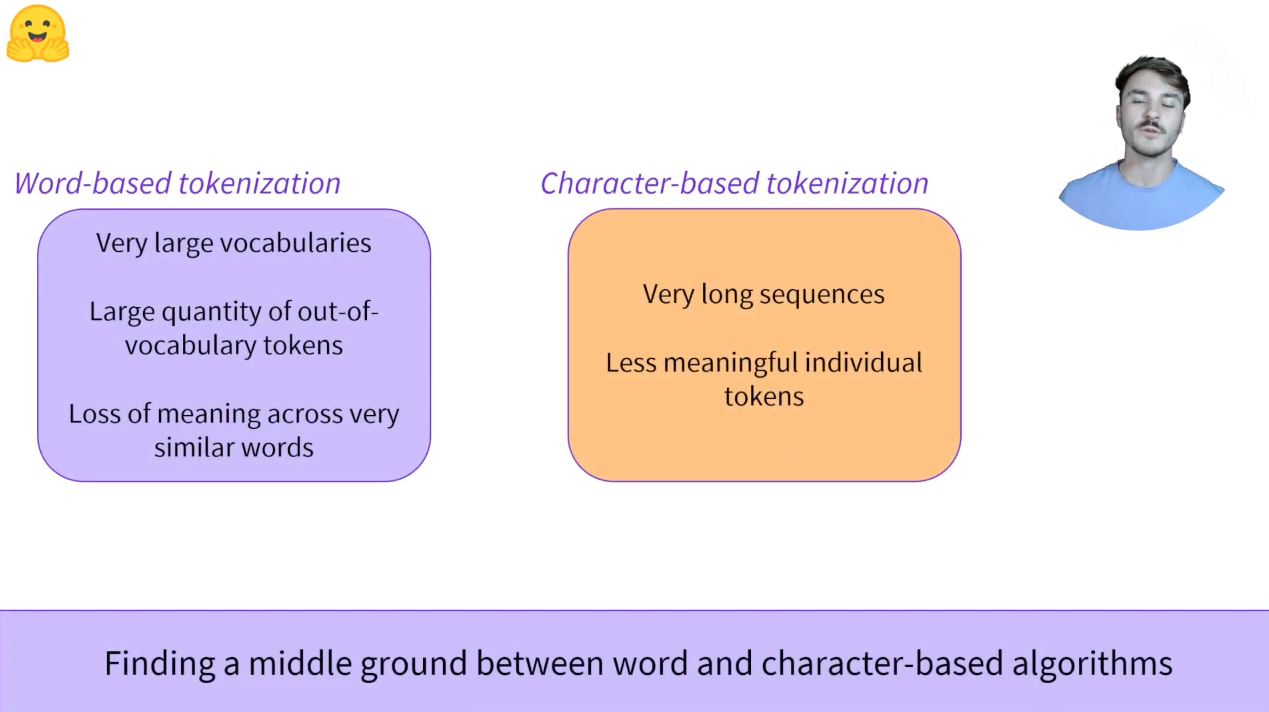 Word-based tokenization
Very large vocabularies
Large quantity of out-of-
vocabulary tokens
Loss of meaning across very
similar words
Character-based tokenization
Very long sequences
Less meaningful individual
tokens
Finding a middle ground between word and character-based algorithms